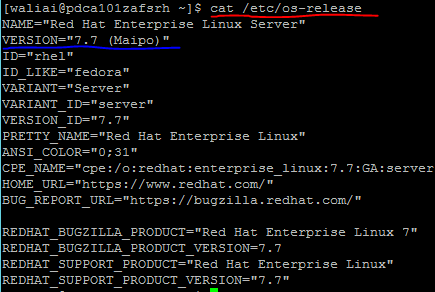 [waliai@pdca101zafsrh ~]$ cat /etc/os-release
NAME="Red Hat Enterprise Linux Server"
VERSION="7.7 (Maipo)"
ID="rhel"
ID_LIKE="fedora"
VARIANT="Server"
VARIANT_ID="server"
VERSION_ID="7.7"
PRETTY_NAME="Red Hat Enterprise Linux"
ANSI_COLOR="0;31"
CPE_NAME="cpe:/o:redhat:enterprise_linux:7.7:GA:server
HOME_URL="https://www.redhat.com/"
BUG_REPORT_URL="https://bugzilla.redhat.com/"

REDHAT_BUGZILLA_PRODUCT="Red Hat Enterprise Linux 7"
REDHAT_BUGZILLA_PRODUCT_VERSION=7.7
REDHAT_SUPPORT_PRODUCT="Red Hat Enterprise Linux"
REDHAT_SUPPORT_PRODUCT_VERSION="7.7"